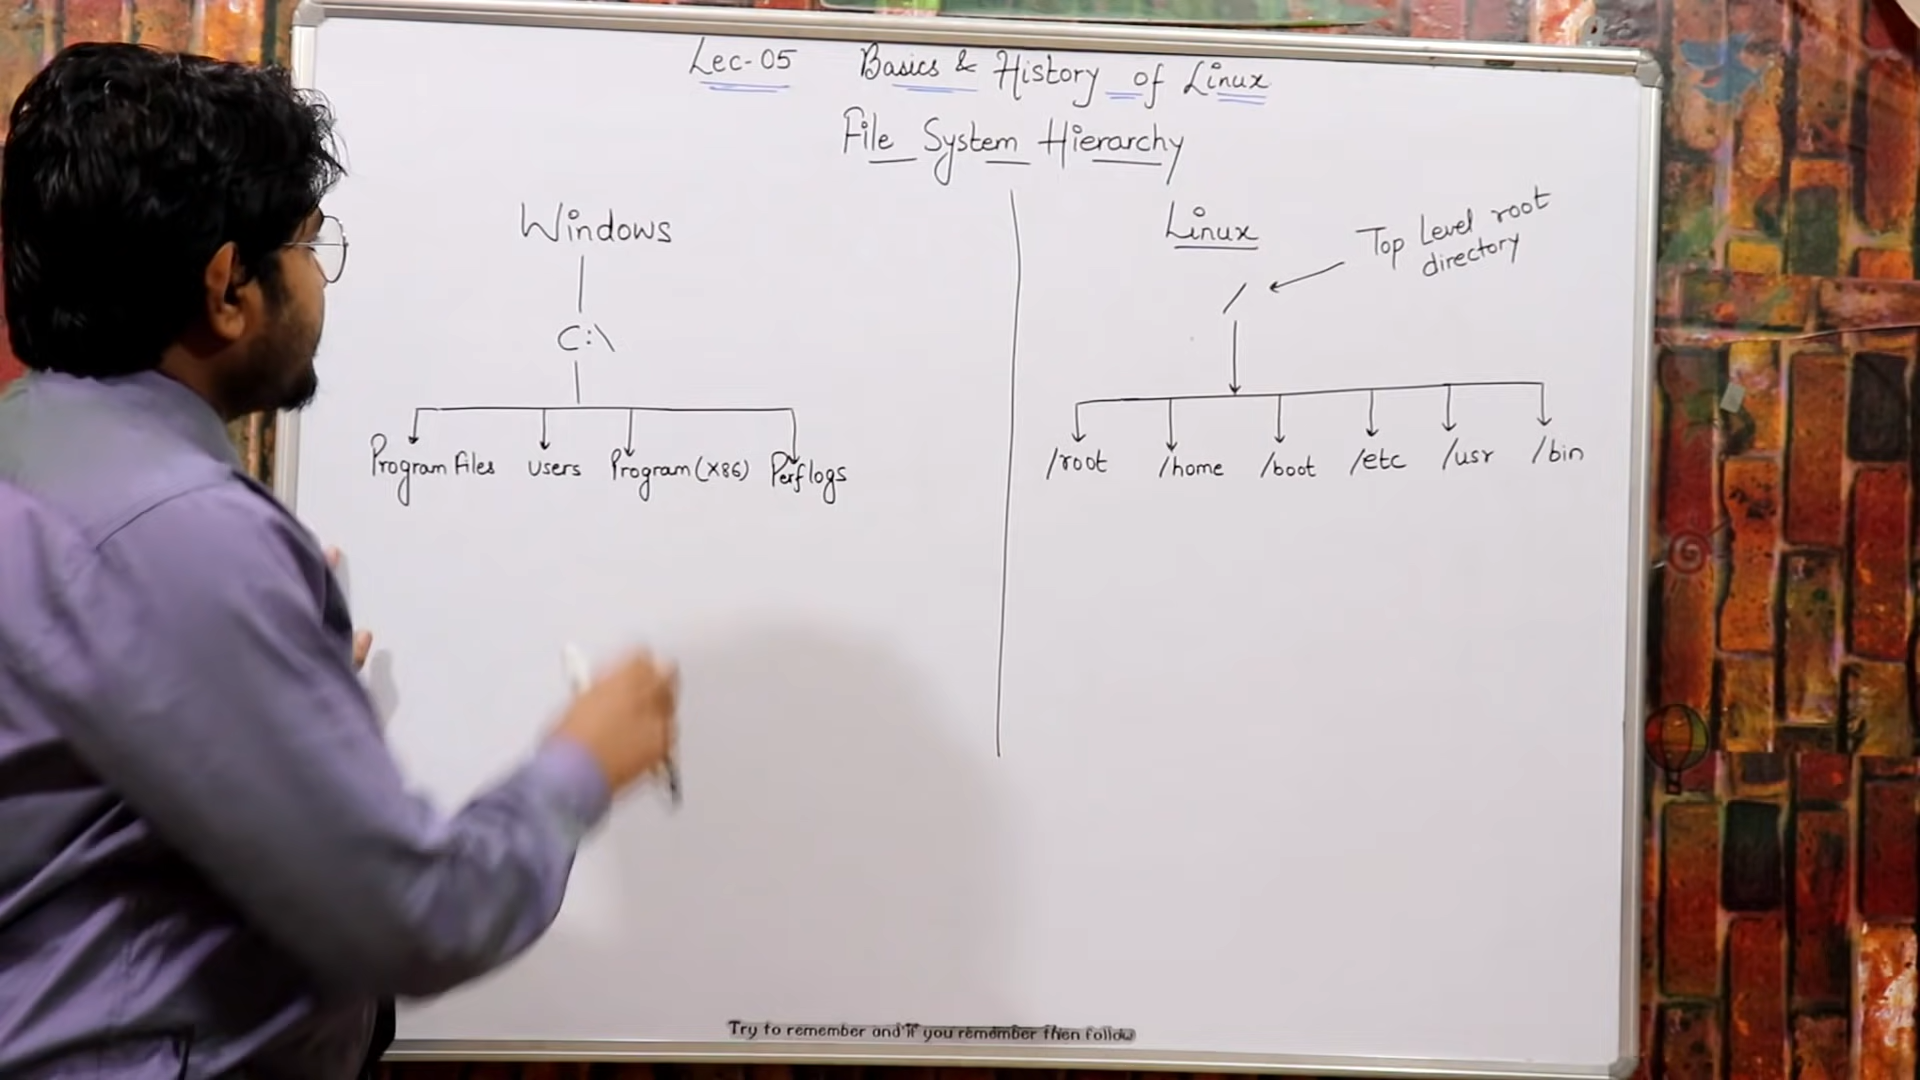 Lec-05 Basics & History of Linux
File System Hierarchy
Windows
C:\
Program Files users Program (X86) Perflogs
Linux
Top Level root
directory
/
/root /home /boot /etc /usr /bin
Try to remember and if you remember then follow